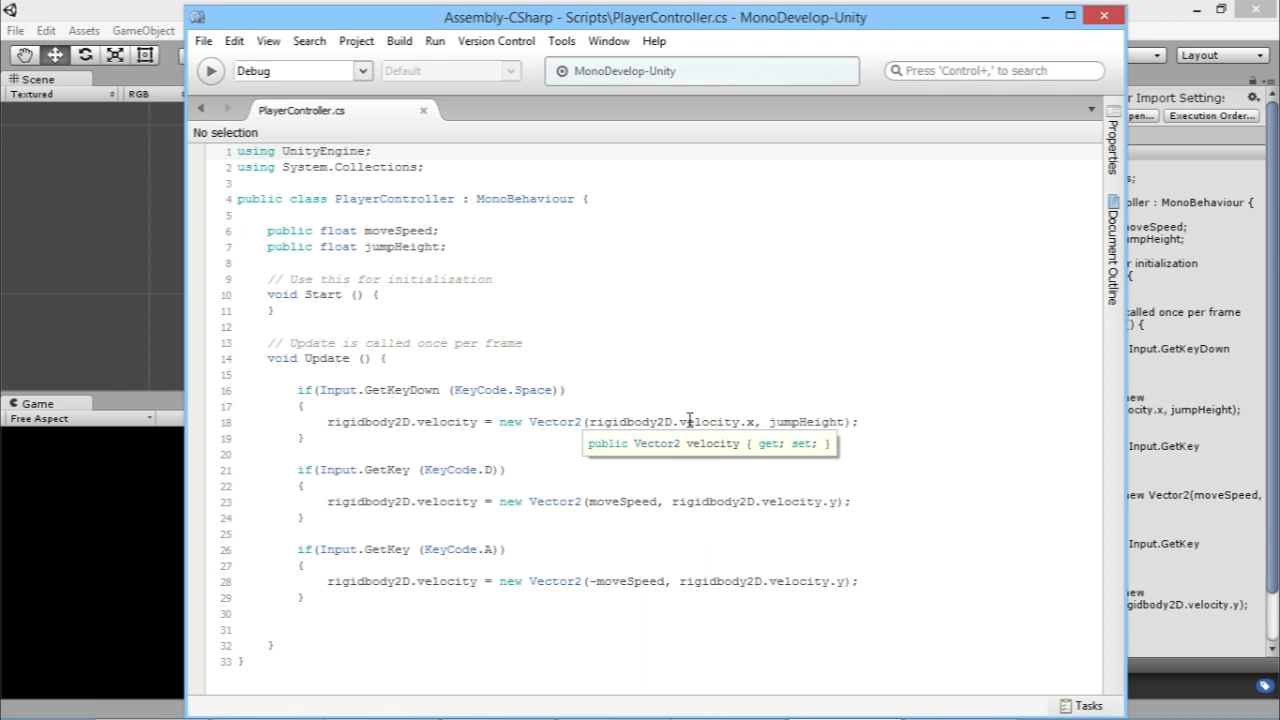 Assembly-CSharp - Scripts\PlayerController.cs - MonoDevelop-Unity
File Edit Assets GameObject
File Edit View Search Project Build Run Version Control Tools Window Help
Layout
Debug
Default
MonoDevelop-Unity
Press 'Control+,' to search
Scene
Textured RGB
PlayerController.cs
No selection
Properties
Document Outline
1 using UnityEngine;
2 using System.Collections;
3
4 public class PlayerController : MonoBehaviour {
5
6 public float moveSpeed;
7 public float jumpHeight;
8
9 // Use this for initialization
10 void Start () {
11 }
12
13 // Update is called once per frame
14 void Update () {
15
16 if(Input.GetKeyDown (KeyCode.Space))
17 {
18 rigidbody2D.velocity = new Vector2(rigidbody2D.velocity.x, jumpHeight);
19 }
public Vector2 velocity { get; set; }
20
21 if(Input.GetKey (KeyCode.D))
22 {
23 rigidbody2D.velocity = new Vector2(moveSpeed, rigidbody2D.velocity.y);
24 }
25
26 if(Input.GetKey (KeyCode.A))
27 {
28 rigidbody2D.velocity = new Vector2(-moveSpeed, rigidbody2D.velocity.y);
29 }
30
31
32 }
33 }
Game
Free Aspect
r Import Settings
pen... Execution Order...
s;
ller : MonoBehaviour {
noveSpeed;
umpHeight;
r initialization
{
alled once per frame
) {
Input.GetKeyDown
new
ocity.x, jumpHeight);
Input.GetKey
new Vector2(moveSpeed,
Input.GetKey
new
gidbody2D.velocity.y);
Tasks